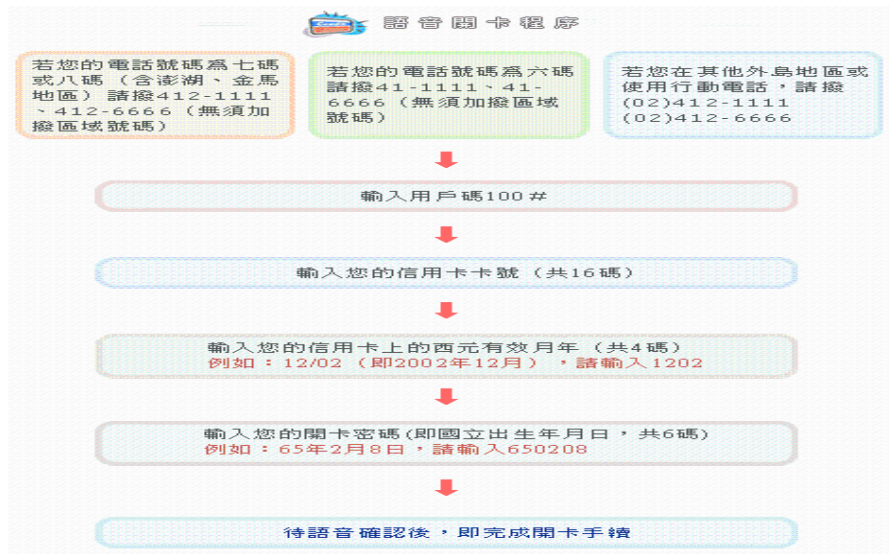 語音開卡程序
若您的電話號碼為七碼
或八碼（含澎湖、金馬
地區）請撥412-1111
、412-6666（無須加
撥區域號碼）
若您的電話號碼為六碼
請撥41-1111、41-
6666（無須加撥區域
號碼）
若您在其他外島地區或
使用行動電話，請撥
(02)412-1111
(02)412-6666
輸入用戶碼100#
輸入您的信用卡卡號（共16碼）
輸入您的信用卡上的西元有效月年（共4碼）
例如：12/02（即2002年12月），請輸入1202
輸入您的開卡密碼(即國立出生年月日，共6碼)
例如：65年2月8日，請輸入650208
待語音確認後，即完成開卡手續